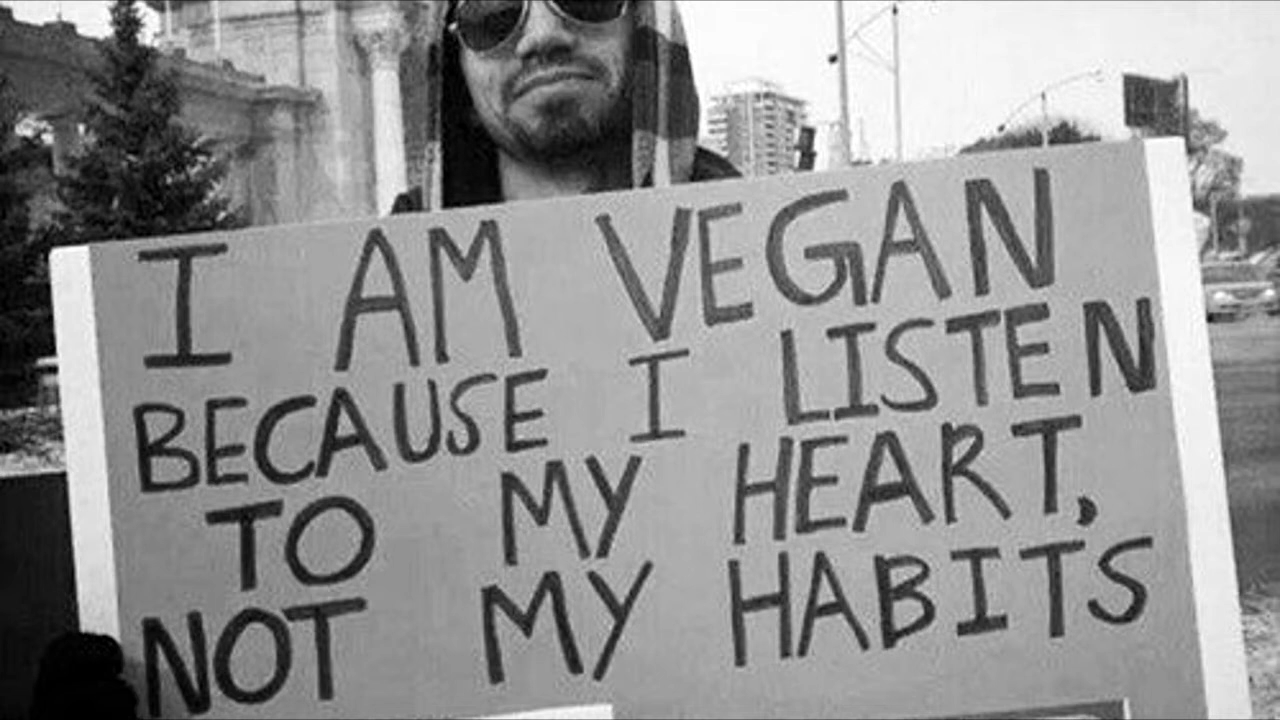 I AM VEGAN
BECAUSE I LISTEN
TO MY HEART,
NOT MY HABITS